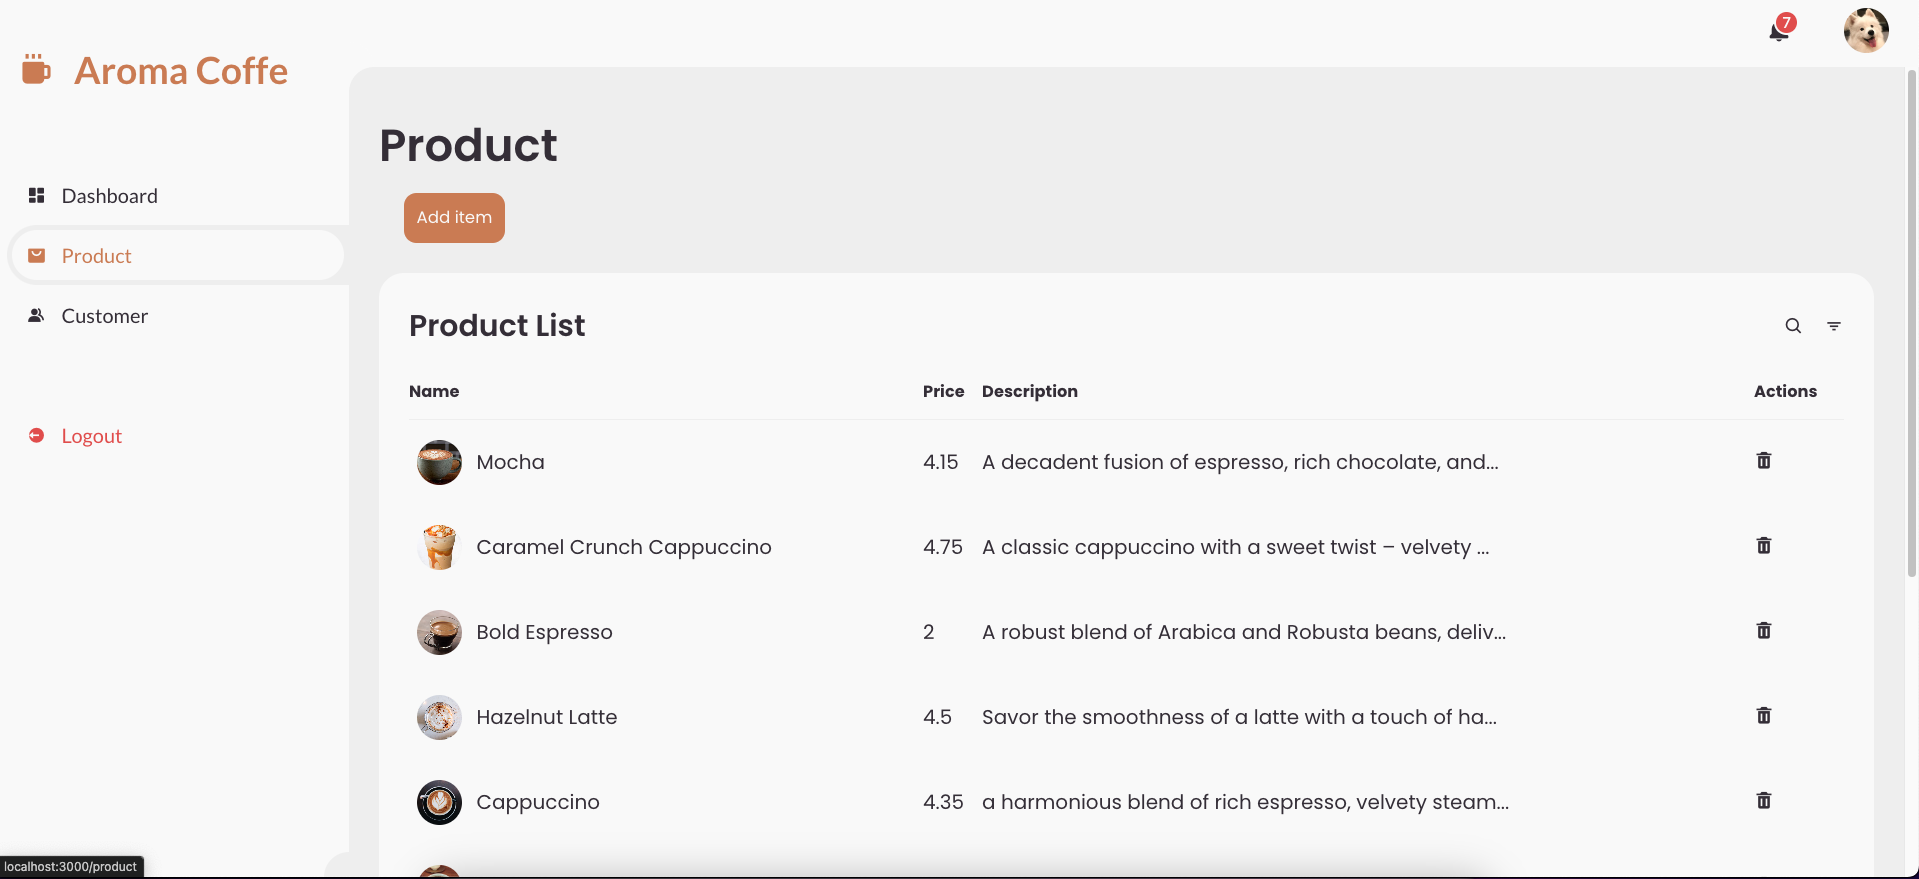 7
Aroma Coffe
Product
Add item
Dashboard
Product
Customer
Logout
Product List
Name Price Description Actions
Mocha 4.15 A decadent fusion of espresso, rich chocolate, and...
Caramel Crunch Cappuccino 4.75 A classic cappuccino with a sweet twist – velvety ...
Bold Espresso 2 A robust blend of Arabica and Robusta beans, deliv...
Hazelnut Latte 4.5 Savor the smoothness of a latte with a touch of ha...
Cappuccino 4.35 a harmonious blend of rich espresso, velvety steam...
localhost:3000/product